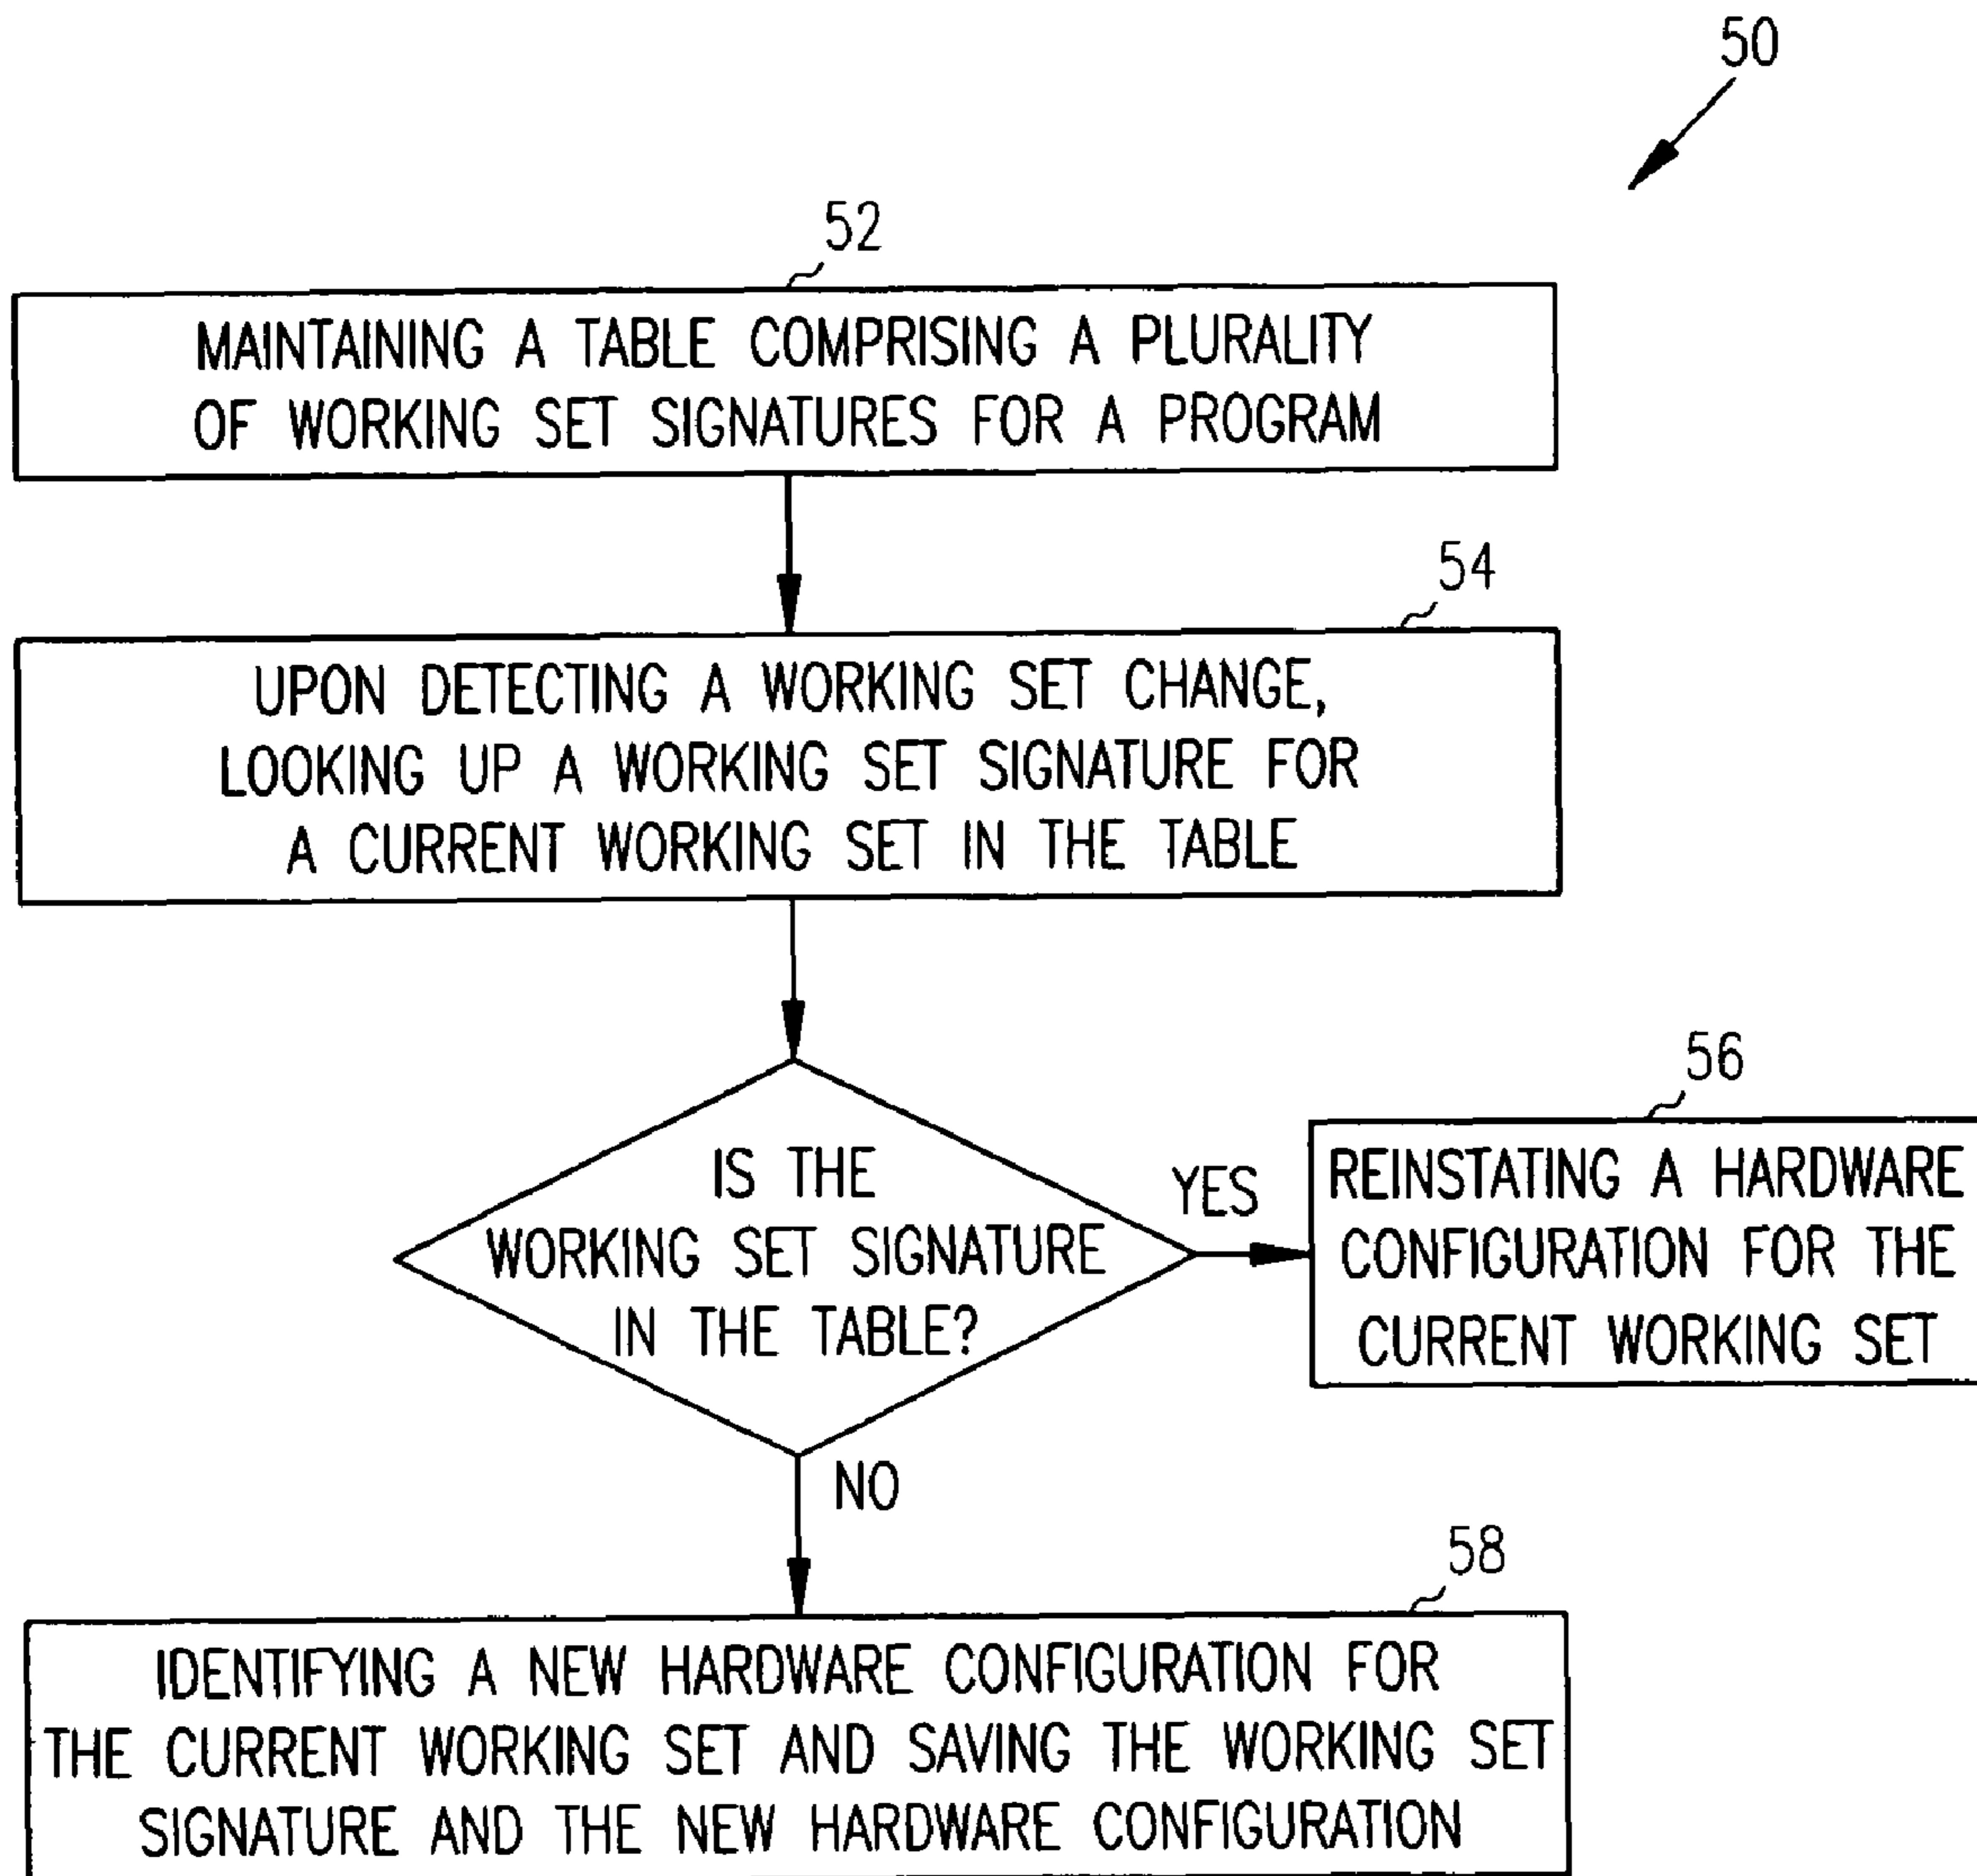 50
52
MAINTAINING A TABLE COMPRISING A PLURALITY
OF WORKING SET SIGNATURES FOR A PROGRAM
54
UPON DETECTING A WORKING SET CHANGE,
LOOKING UP A WORKING SET SIGNATURE FOR
A CURRENT WORKING SET IN THE TABLE
IS THE
WORKING SET SIGNATURE
IN THE TABLE?
YES
56
REINSTATING A HARDWARE
CONFIGURATION FOR THE
CURRENT WORKING SET
NO
58
IDENTIFYING A NEW HARDWARE CONFIGURATION FOR
THE CURRENT WORKING SET AND SAVING THE WORKING SET
SIGNATURE AND THE NEW HARDWARE CONFIGURATION